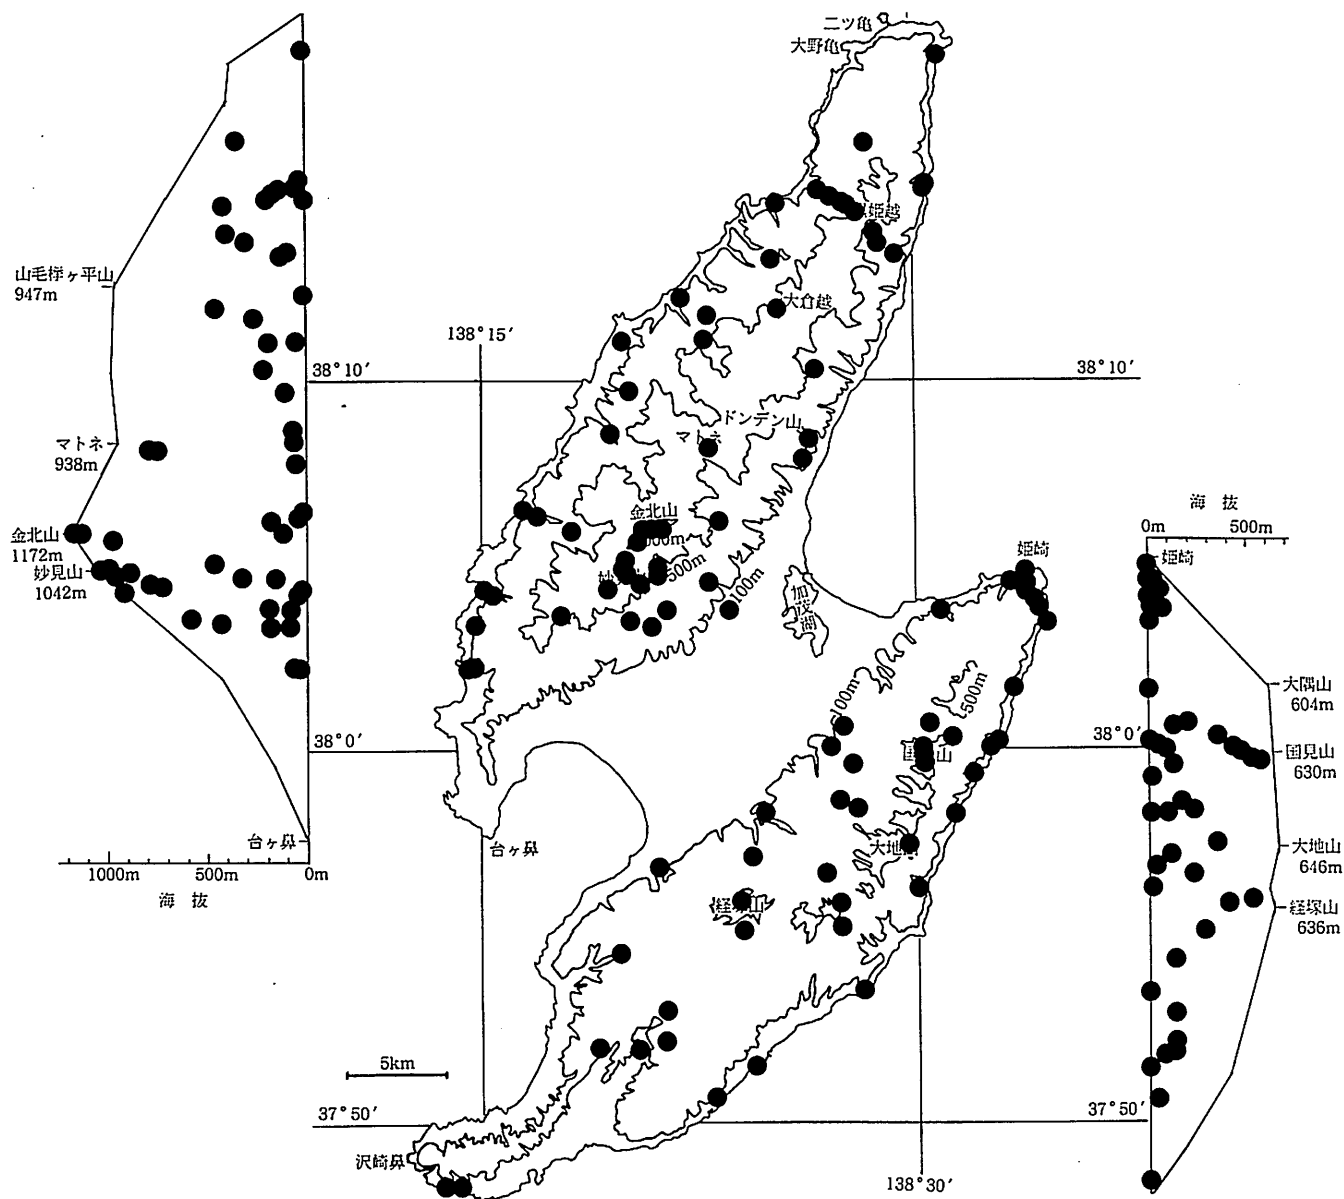 二ツ亀
大野亀
姫越
山毛欅ヶ平山
947m
大倉越
138°15′
38°10′
38°10′
ドンデン山
マトネ
マトネ
938m
海 抜
0m
500m
金北山
金北山
1172m
000m
姫崎
姫崎
妙見山
1042m
妙
500m
100m
加茂湖
大隅山
604m
100m
500m
38°0′
38°0′
国見山
630m
山
台ヶ鼻
台ヶ鼻
大地
大地山
646m
1000m
500m
0m
海 抜
経塚山
経塚山
636m
5km
37°50′
37°50′
沢崎鼻
138°30′